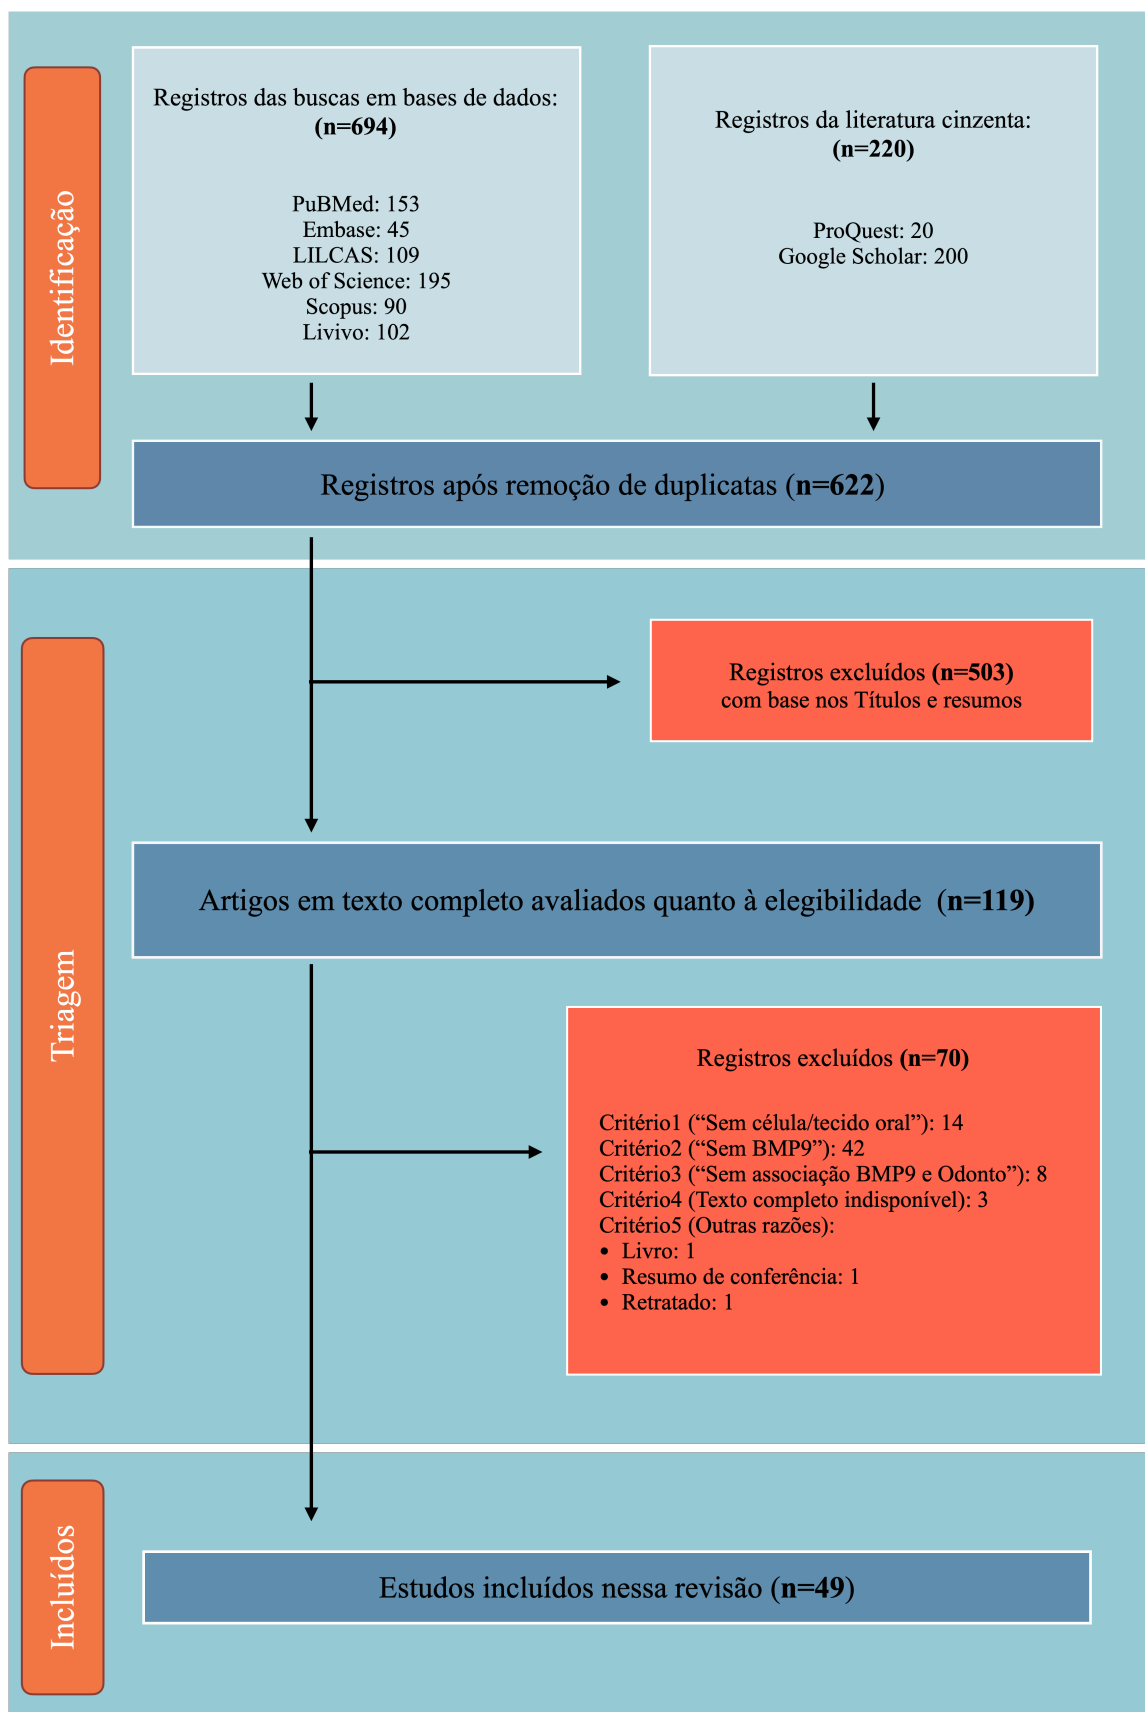 Identificação
Registros das buscas em bases de dados:
(n=694)
PuBMed: 153
Embase: 45
LILCAS: 109
Web of Science: 195
Scopus: 90
Livivo: 102
Registros da literatura cinzenta:
(n=220)
ProQuest: 20
Google Scholar: 200
Registros após remoção de duplicatas (n=622)
Triagem
Registros excluídos (n=503)
com base nos Títulos e resumos
Artigos em texto completo avaliados quanto à elegibilidade (n=119)
Registros excluídos (n=70)
Critério1 (“Sem célula/tecido oral”): 14
Critério2 (“Sem BMP9”): 42
Critério3 (“Sem associação BMP9 e Odonto”): 8
Critério4 (Texto completo indisponível): 3
Critério5 (Outras razões):
• Livro: 1
• Resumo de conferência: 1
• Retratado: 1
Incluídos
Estudos incluídos nessa revisão (n=49)